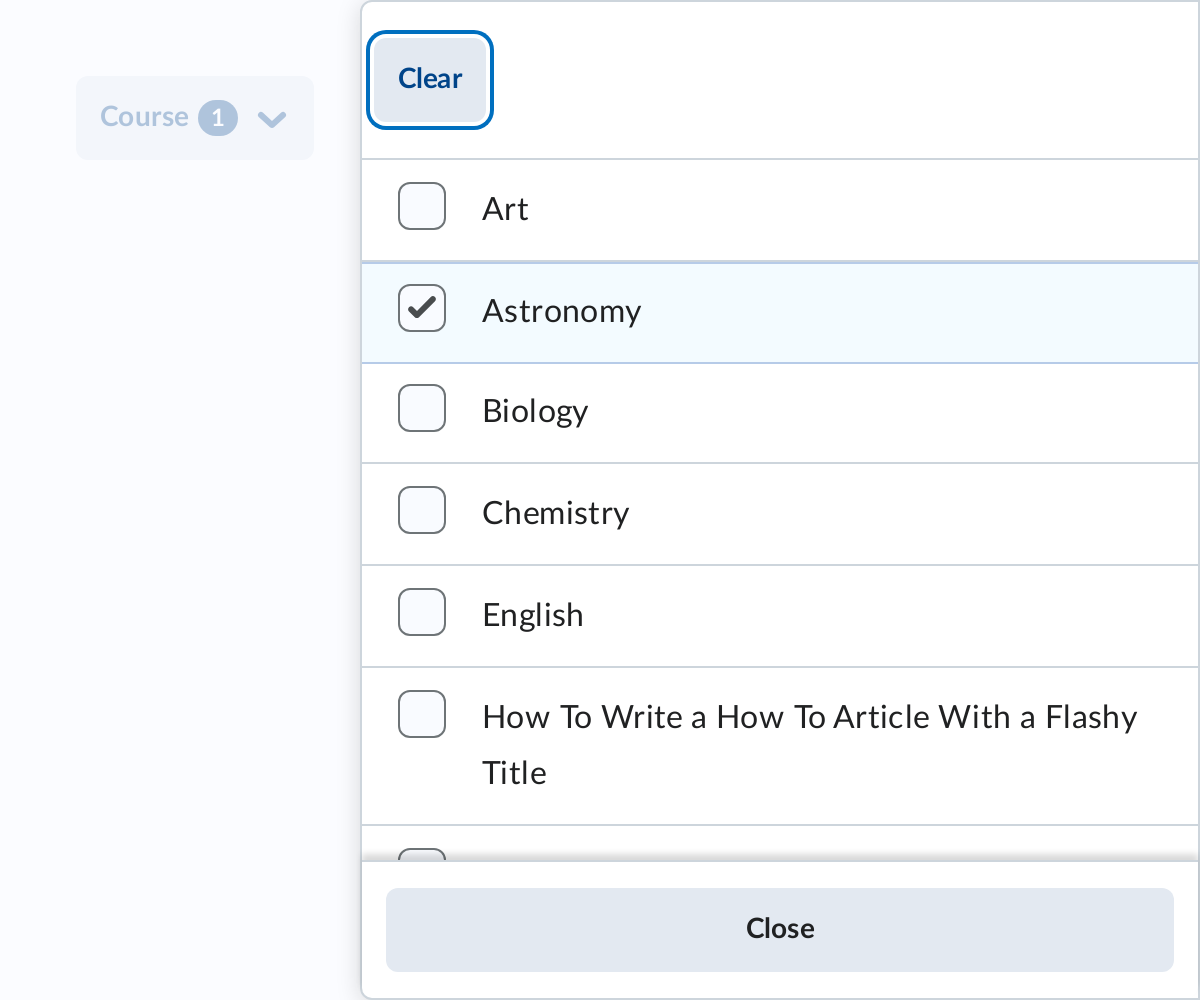 Clear
Course 1
Art
Astronomy
Biology
Chemistry
English
How To Write a How To Article With a Flashy
Title
Close